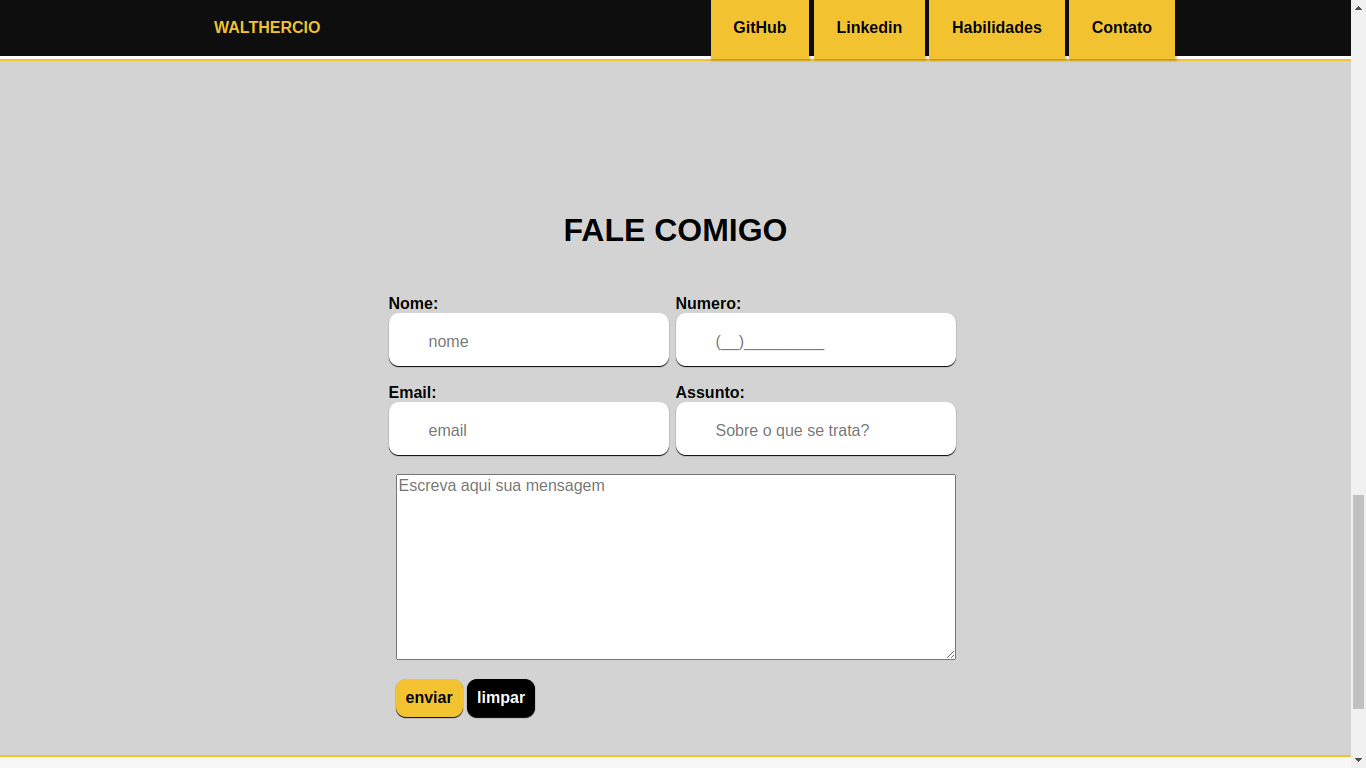 WALTHERCIO GitHub Linkedin Habilidades Contato
FALE COMIGO
Nome: Numero:
nome (__)_________
Email: Assunto:
email Sobre o que se trata?
Escreva aqui sua mensagem
enviar limpar